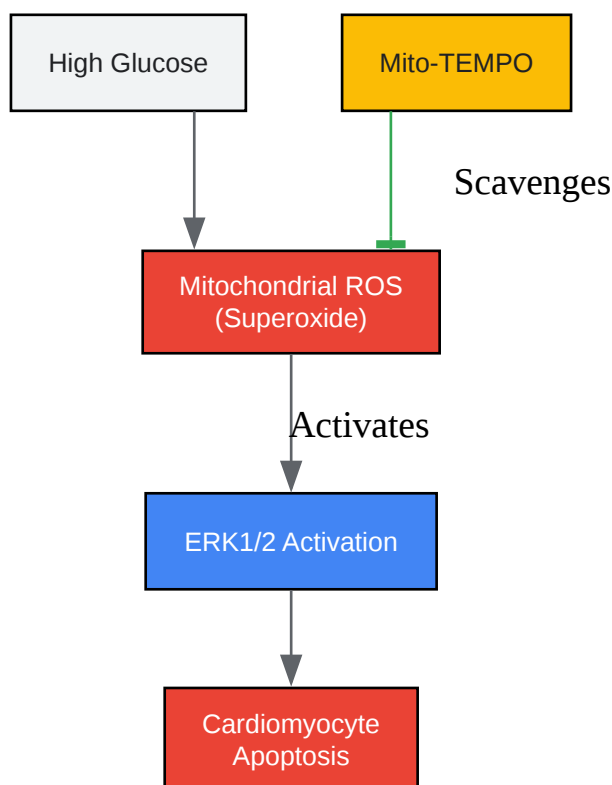 High Glucose
Mito-TEMPO
Scavenges
Mitochondrial ROS
(Superoxide)
Activates
ERK1/2 Activation
Cardiomyocyte
Apoptosis